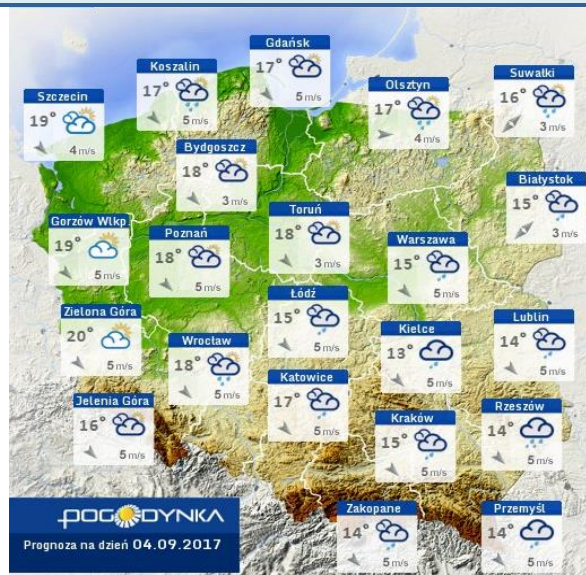 Gdańsk
17°
5 m/s
Koszalin
17°
5 m/s
Suwałki
16°
3 m/s
Olsztyn
17°
4 m/s
Szczecin
19°
4 m/s
Bydgoszcz
18°
3 m/s
Białystok
15°
3 m/s
Toruń
18°
3 m/s
Gorzów Wlkp
19°
5 m/s
Poznań
18°
5 m/s
Warszawa
15°
5 m/s
Łódź
15°
5 m/s
Zielona Góra
20°
5 m/s
Lublin
14°
5 m/s
Kielce
13°
5 m/s
Wrocław
18°
5 m/s
Katowice
17°
5 m/s
Jelenia Góra
16°
5 m/s
Rzeszów
14°
5 m/s
Kraków
15°
5 m/s
Zakopane
14°
5 m/s
Przemyśl
14°
5 m/s
POGODYNKA
Prognoza na dzień 04.09.2017